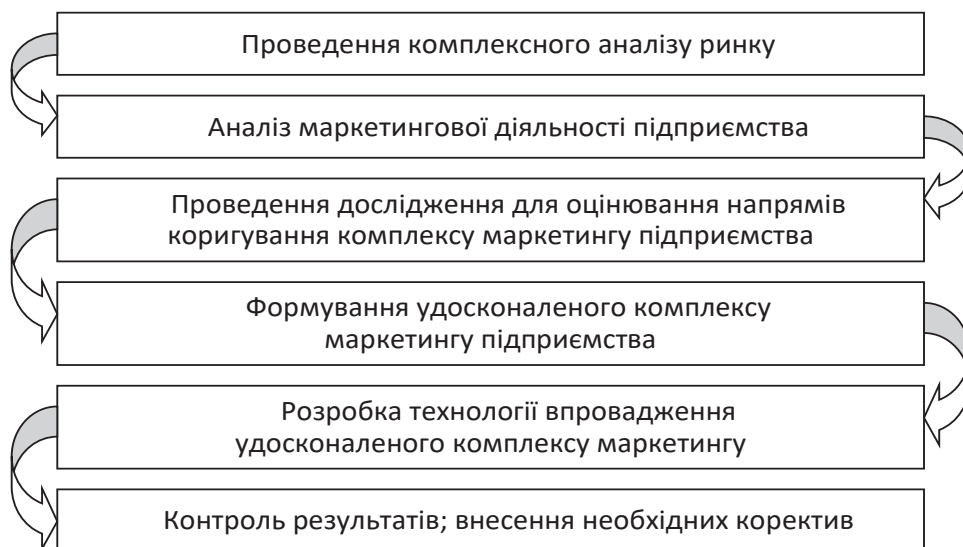 Проведення комплексного аналізу ринку
Аналіз маркетингової діяльності підприємства
Проведення дослідження для оцінювання напрямів
коригування комплексу маркетингу підприємства
Формування удосконаленого комплексу
маркетингу підприємства
Розробка технології впровадження
удосконаленого комплексу маркетингу
Контроль результатів; внесення необхідних коректив